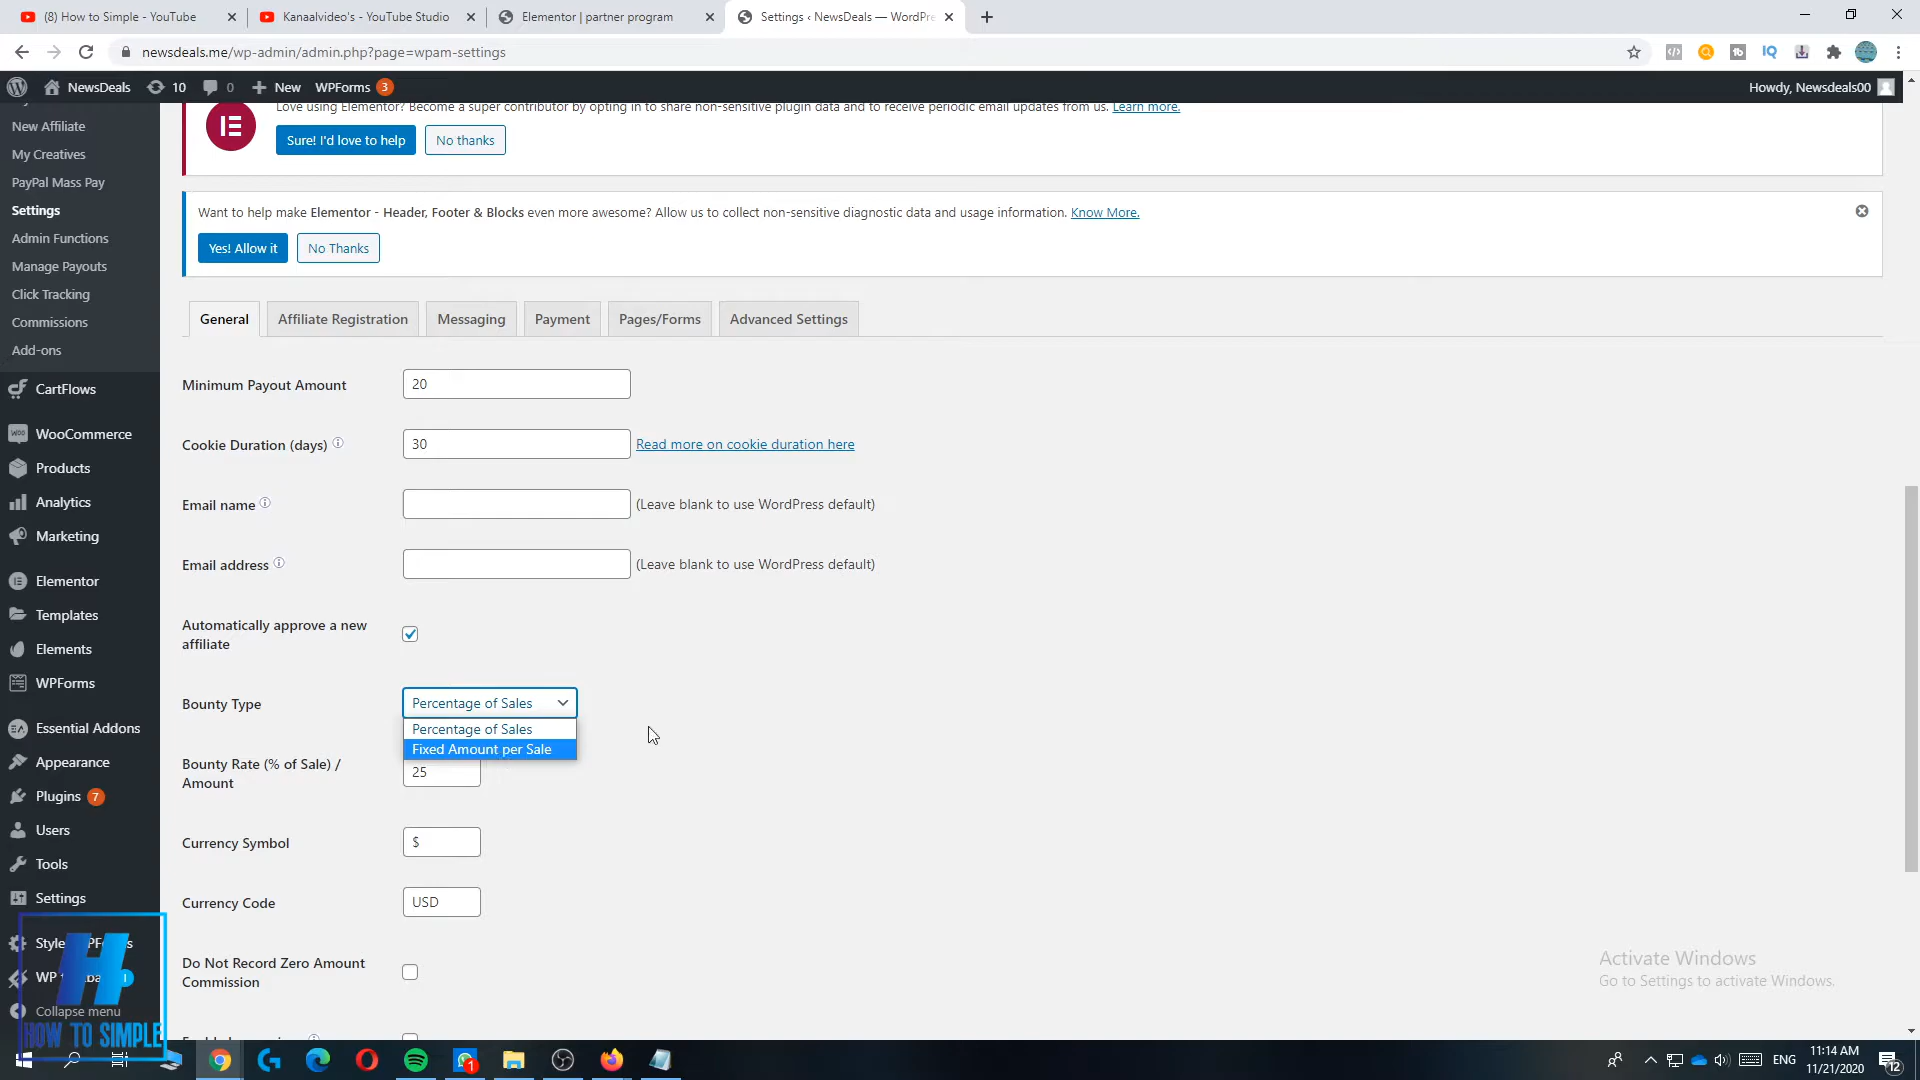 (8) How to Simple - YouTube
Kanaalvideo's - YouTube Studio
Elementor | partner program
Settings ‹ NewsDeals — WordPre
newsdeals.me/wp-admin/admin.php?page=wpam-settings
NewsDeals
10
0
New
WPForms 3
Howdy, Newsdeals00
New Affiliate
My Creatives
PayPal Mass Pay
Settings
Admin Functions
Manage Payouts
Click Tracking
Commissions
Add-ons
CartFlows
WooCommerce
Products
Analytics
Marketing
Elementor
Templates
Elements
WPForms
Essential Addons
Appearance
Plugins 7
Users
Tools
Settings
Collapse menu
HOW TO SIMPLE
Love using Elementor? Become a super contributor by opting in to share non-sensitive plugin data and to receive periodic email updates from us. Learn more.
Sure! I'd love to help
No thanks
Want to help make Elementor - Header, Footer & Blocks even more awesome? Allow us to collect non-sensitive diagnostic data and usage information. Know More.
Yes! Allow it
No Thanks
General
Affiliate Registration
Messaging
Payment
Pages/Forms
Advanced Settings
Minimum Payout Amount
20
Cookie Duration (days)
30
Read more on cookie duration here
Email name
(Leave blank to use WordPress default)
Email address
(Leave blank to use WordPress default)
Automatically approve a new
affiliate
Bounty Type
Percentage of Sales
Percentage of Sales
Fixed Amount per Sale
Bounty Rate (% of Sale) /
Amount
25
Currency Symbol
$
Currency Code
USD
Do Not Record Zero Amount
Commission
Activate Windows
Go to Settings to activate Windows.
ENG
11:14 AM
11/21/2020
12